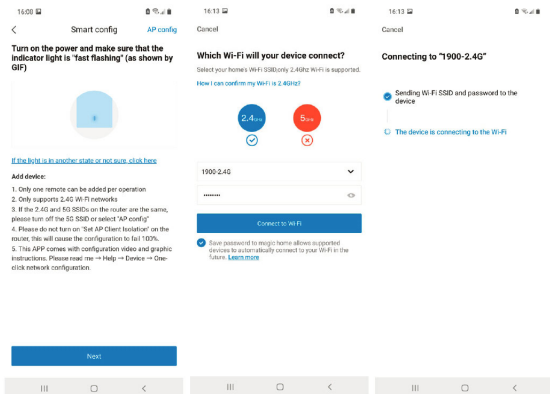 16:08
Smart config
AP config
Turn on the power and make sure that the
indicator light is "fast flashing" (as shown by
GIF)
If the light is in another state or not sure, click here
Add device:
1. Only one remote can be added per operation
2. Only supports 2.4G Wi-Fi networks
3. If the 2.4G and 5G SSIDs on the router are the same,
please turn off the 5G SSID or select "AP config"
4. Please do not turn on "Set AP Client Isolation" on the
router, this will cause the configuration to fail 100%.
5. This APP comes with configuration video and graphic
instructions. Please read me → Help → Device → One-
click network configuration.
Next
16:13
Cancel
Which Wi-Fi will your device connect?
Select your home's Wi-Fi SSID,only 2.4Ghz Wi-Fi is supported.
How I can confirm my Wi-Fi is 2.4GHz?
2.4GHz
5GHz
1900-2.4G
••••••••
Connect to Wi-Fi
Save password to magic home allows supported
devices to automatically connect to your Wi-Fi in the
future. Learn more
16:13
Cancel
Connecting to "1900-2.4G"
Sending Wi-Fi SSID and password to the
device
The device is connecting to the Wi-Fi